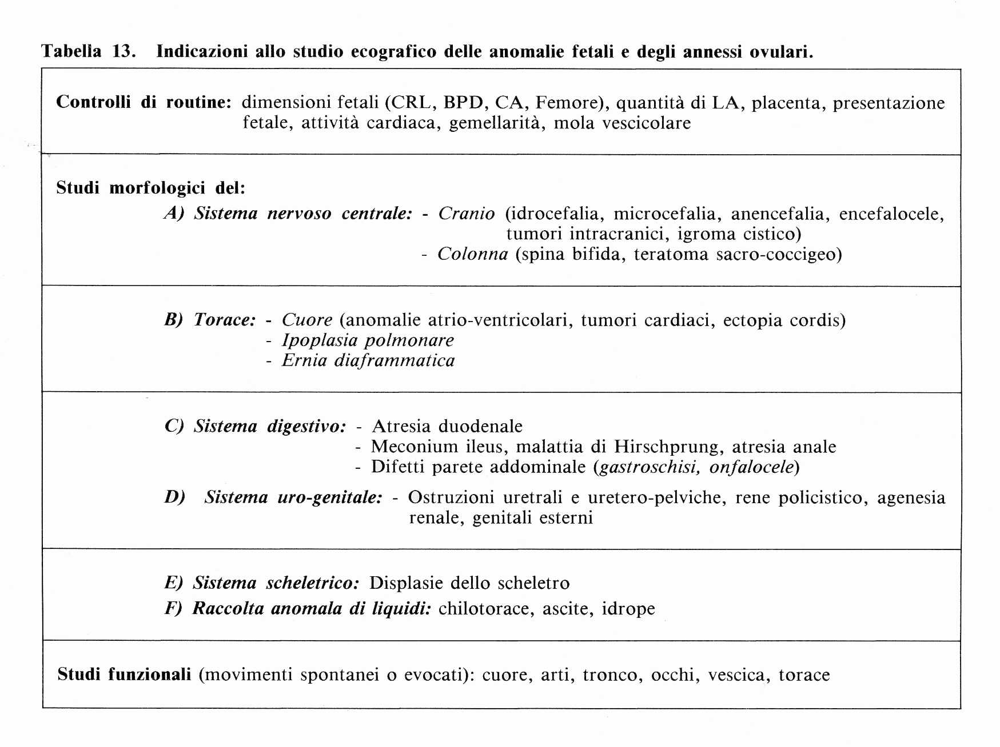 Tabella 13. Indicazioni allo studio ecografico delle anomalie fetali e degli annessi ovulari.
Controlli di routine: dimensioni fetali (CRL, BPD, CA, Femore), quantità di LA, placenta, presentazione
fetale, attività cardiaca, gemellarità, mola vescicolare
Studi morfologici del:
A) Sistema nervoso centrale: - Cranio (idrocefalia, microcefalia, anencefalia, encefalocele,
tumori intracranici, igroma cistico)
- Colonna (spina bifida, teratoma sacro-coccigeo)
B) Torace: - Cuore (anomalie atrio-ventricolari, tumori cardiaci, ectopia cordis)
- Ipoplasia polmonare
- Ernia diaframmatica
C) Sistema digestivo: - Atresia duodenale
- Meconium ileus, malattia di Hirschprung, atresia anale
- Difetti parete addominale (gastroschisi, onfalocele)
D) Sistema uro-genitale: - Ostruzioni uretrali e uretero-pelviche, rene policistico, agenesia
renale, genitali esterni
E) Sistema scheletrico: Displasie dello scheletro
F) Raccolta anomala di liquidi: chilotorace, ascite, idrope
Studi funzionali (movimenti spontanei o evocati): cuore, arti, tronco, occhi, vescica, torace